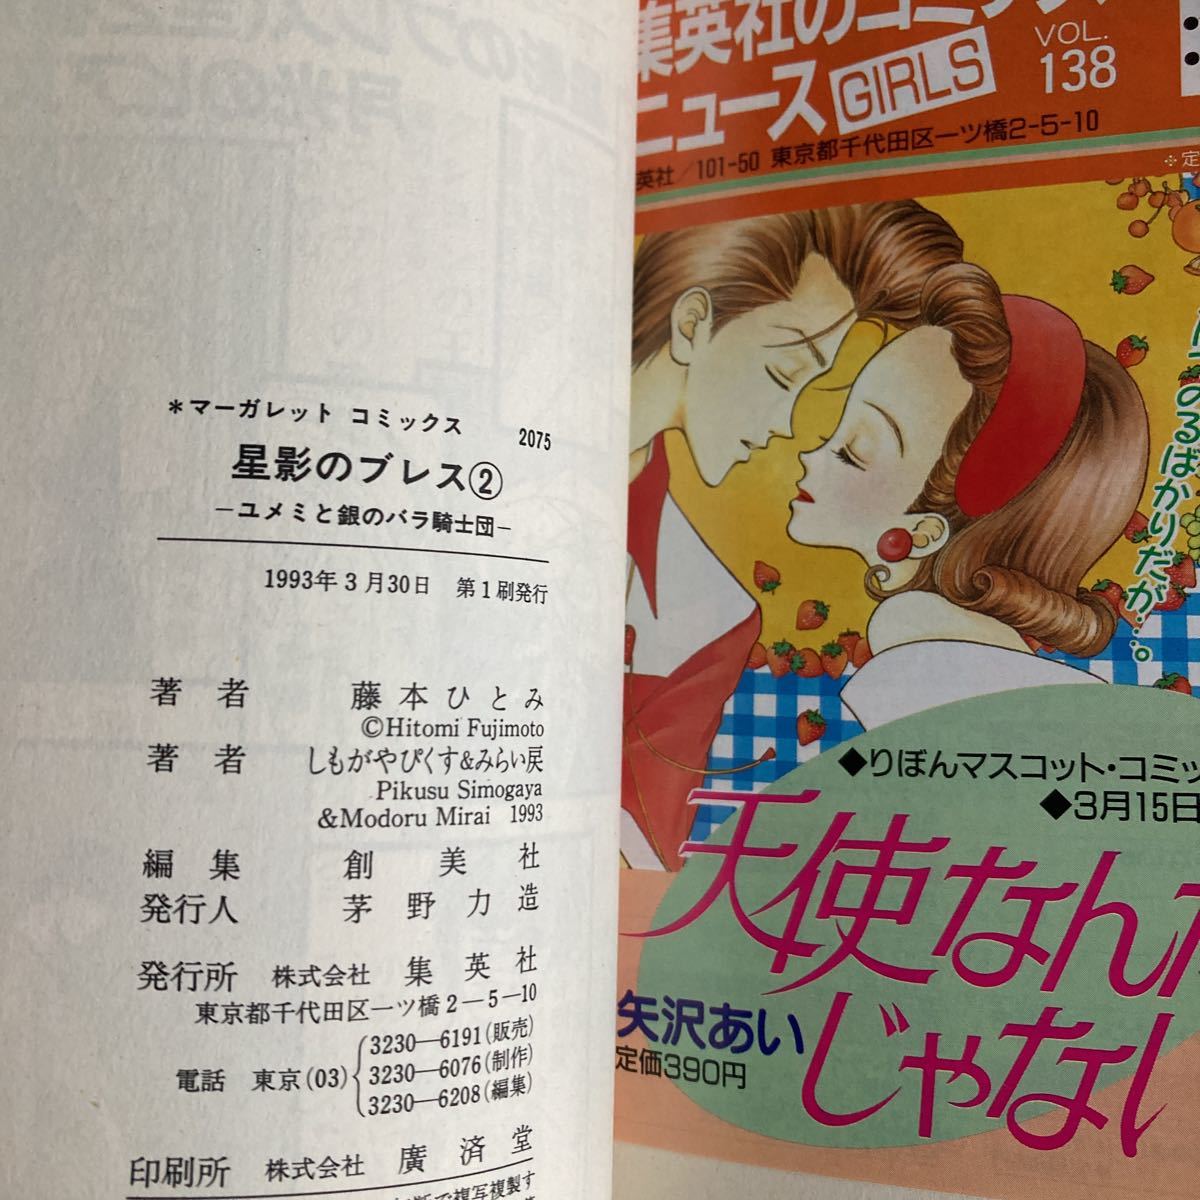 *マーガレット コミックス 2075
星影のブレス②
−ユメミと銀のバラ騎士団−
1993年3月30日 第1刷発行
著者 藤本ひとみ
©Hitomi Fujimoto
著者 しもがやぴくす&みらい戻
Pikusu Simogaya
&Modoru Mirai 1993
編集 創美社
発行人 茅野力造
発行所 株式会社 集英社
東京都千代田区一ツ橋2−5−10
電話 東京(03)
3230−6191(販売)
3230−6076(制作)
3230−6208(編集)
印刷所 株式会社 廣済堂
集英社のコミックス
ニュース GIRLS
VOL.
138
英社/101-50 東京都千代田区一ツ橋2-5-10
※定
のるばかりだが…。
◆りぼんマスコット・コミッ
◆3月15日
天使なんか
じゃない
矢沢あい
定価390円